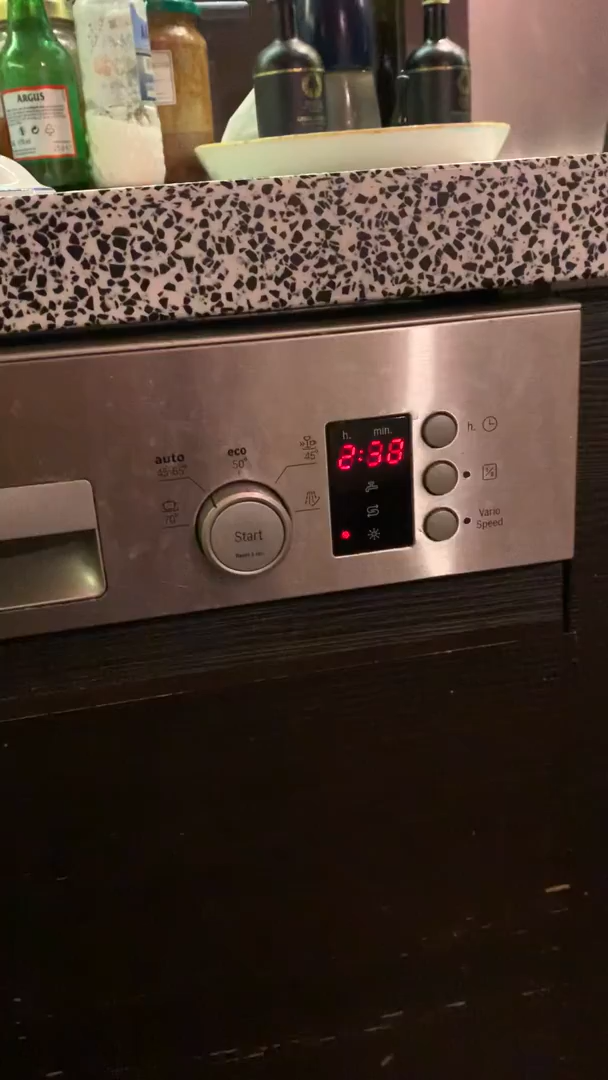 ARGUS
auto
45-65°
eco
50°
45°
70°
Start
h. min.
2:38
h.
Vario
Speed